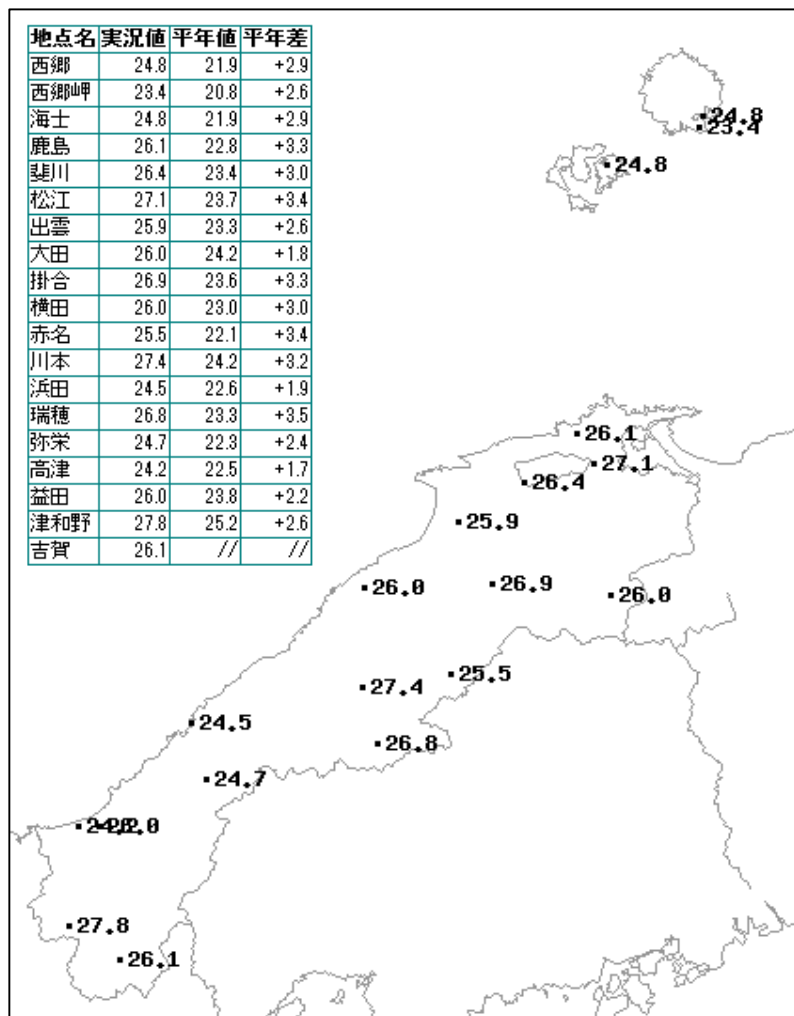 地点名 実況値 平年値 平年差
西郷 24.8 21.9 +2.9
西郷岬 23.4 20.8 +2.6
海士 24.8 21.9 +2.9
鹿島 26.1 22.8 +3.3
斐川 26.4 23.4 +3.0
松江 27.1 23.7 +3.4
出雲 25.9 23.3 +2.6
大田 26.0 24.2 +1.8
掛合 26.9 23.6 +3.3
横田 26.0 23.0 +3.0
赤名 25.5 22.1 +3.4
川本 27.4 24.2 +3.2
浜田 24.5 22.6 +1.9
瑞穂 26.8 23.3 +3.5
弥栄 24.7 22.3 +2.4
高津 24.2 22.5 +1.7
益田 26.0 23.8 +2.2
津和野 27.8 25.2 +2.6
吉賀 26.1 // //
24.8
23.4
24.8
26.1
27.1
26.4
25.9
26.0
26.9
26.0
25.5
27.4
24.5
26.8
24.7
27.8
26.1